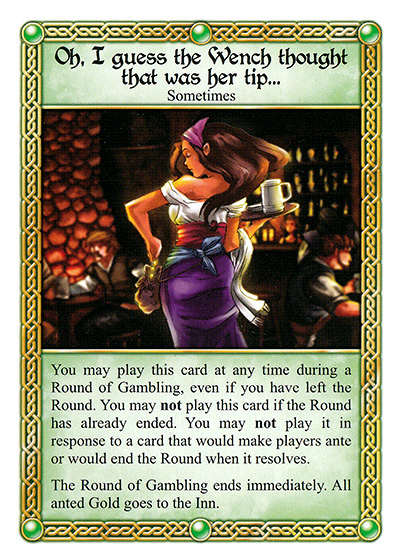 Oh, I guess the Wench thought
that was her tip...
Sometimes
You may play this card at any time during a
Round of Gambling, even if you have left the
Round. You may not play this card if the Round
has already ended. You may not play it in
response to a card that would make players ante
or would end the Round when it resolves.
The Round of Gambling ends immediately. All
anted Gold goes to the Inn.